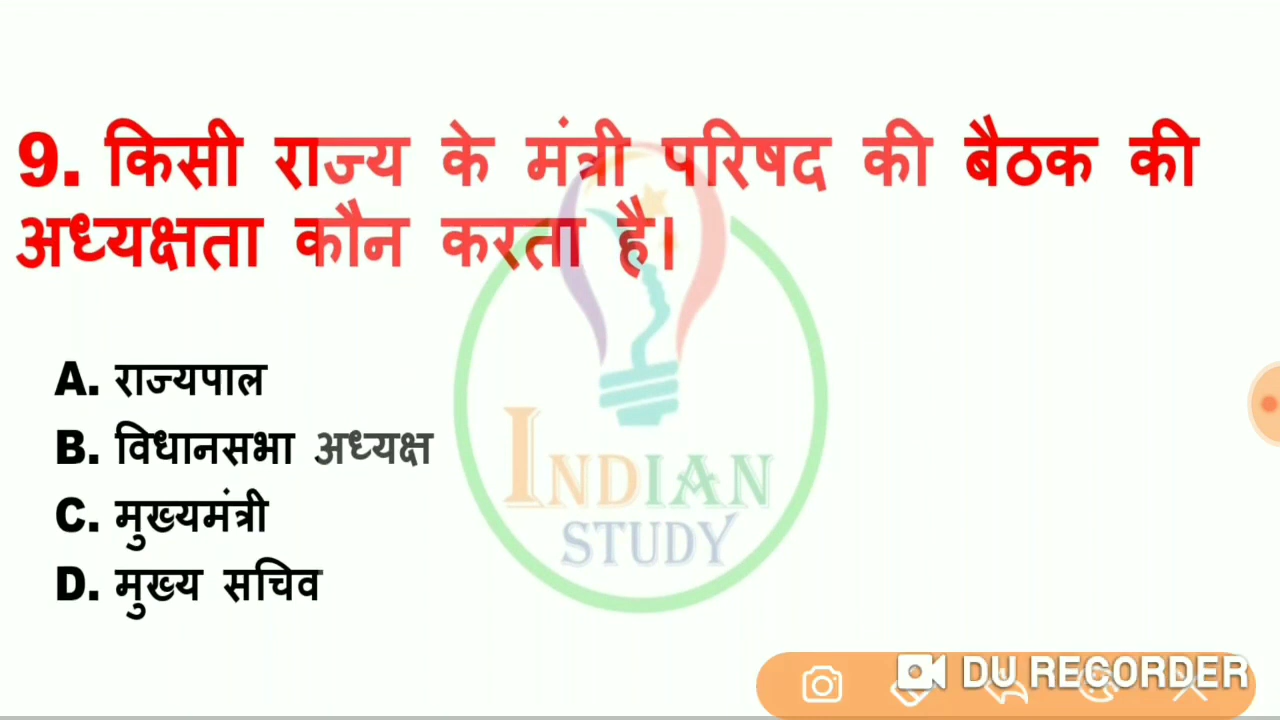 9. किसी राज्य के मंत्री परिषद की बैठक की
अध्यक्षता कौन करता है।
A. राज्यपाल
B. विधानसभा अध्यक्ष
C. मुख्यमंत्री
D. मुख्य सचिव
INDIAN
STUDY
DU RECORDER